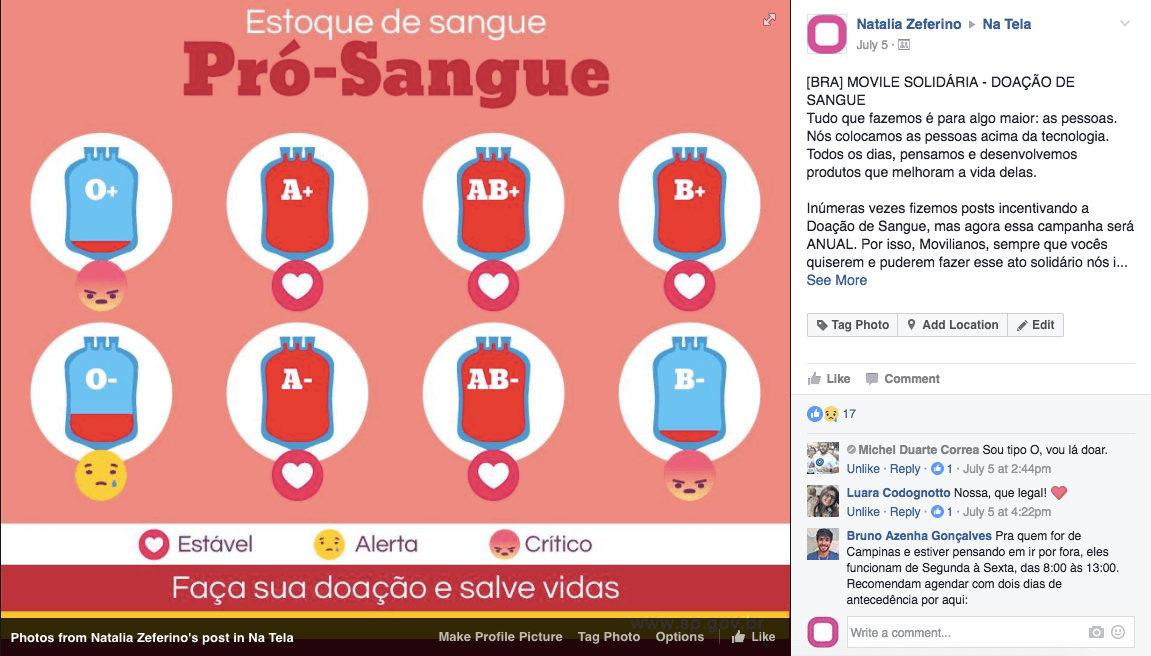 Estoque de sangue
Pró-Sangue
O+
A+
AB+
B+
O-
A-
AB-
B-
Estável
Alerta
Crítico
Faça sua doação e salve vidas
www.sp.gov.br
Photos from Natalia Zeferino's post in Na Tela
Make Profile Picture Tag Photo Options Like
Natalia Zeferino Na Tela
July 5 ·
[BRA] MOVILE SOLIDÁRIA - DOAÇÃO DE
SANGUE
Tudo que fazemos é para algo maior: as pessoas.
Nós colocamos as pessoas acima da tecnologia.
Todos os dias, pensamos e desenvolvemos
produtos que melhoram a vida delas.
Inúmeras vezes fizemos posts incentivando a
Doação de Sangue, mas agora essa campanha será
ANUAL. Por isso, Movilianos, sempre que vocês
quiserem e puderem fazer esse ato solidário nós i...
See More
Tag Photo Add Location Edit
Like Comment
17
Michel Duarte Correa Sou tipo O, vou lá doar.
Unlike · Reply · 1 · July 5 at 2:44pm
Luara Codognotto Nossa, que legal!
Unlike · Reply · 1 · July 5 at 4:22pm
Bruno Azenha Gonçalves Pra quem for de
Campinas e estiver pensando em ir por fora, eles
funcionam de Segunda à Sexta, das 8:00 às 13:00.
Recomendam agendar com dois dias de
antecedência por aqui:
Write a comment...